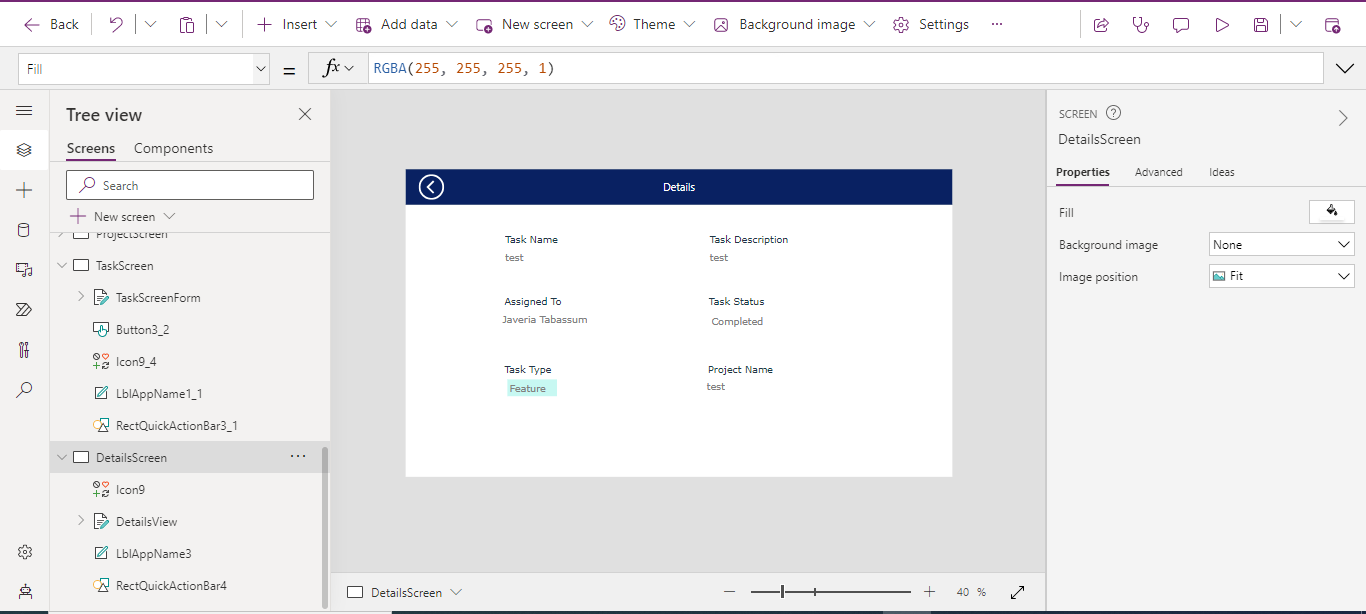 Back
Insert
Add data
New screen
Theme
Background image
Settings
Fill
=
fx
RGBA(255, 255, 255, 1)
Tree view
Screens
Components
Search
New screen
ProjectScreen
TaskScreen
TaskScreenForm
Button3_2
Icon9_4
LblAppName1_1
RectQuickActionBar3_1
DetailsScreen
Icon9
DetailsView
LblAppName3
RectQuickActionBar4
Details
Task Name
Task Description
test
test
Assigned To
Task Status
Javeria Tabassum
Completed
Task Type
Project Name
Feature
test
DetailsScreen
40 %
SCREEN
DetailsScreen
Properties
Advanced
Ideas
Fill
Background image
None
Image position
Fit